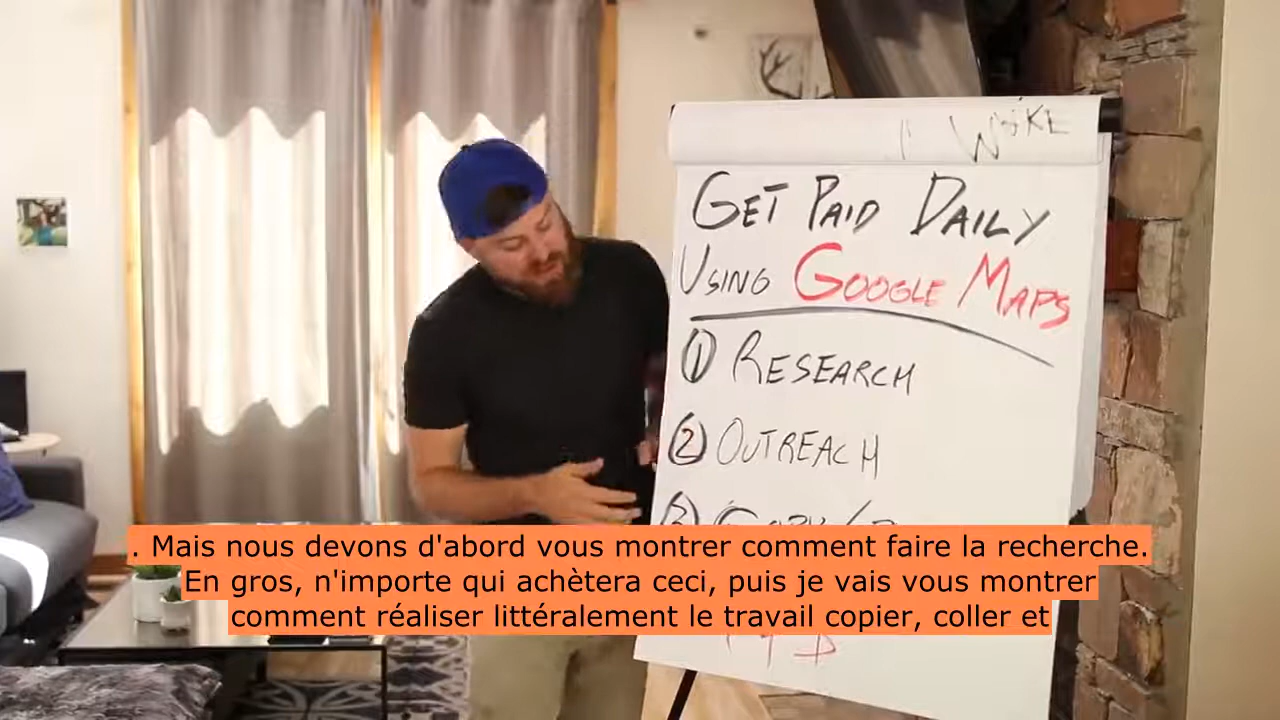 GET PAID DAILY
USING GOOGLE MAPS
1 RESEARCH
2 OUTREACH
3
. Mais nous devons d'abord vous montrer comment faire la recherche.
En gros, n'importe qui achètera ceci, puis je vais vous montrer
comment réaliser littéralement le travail copier, coller et